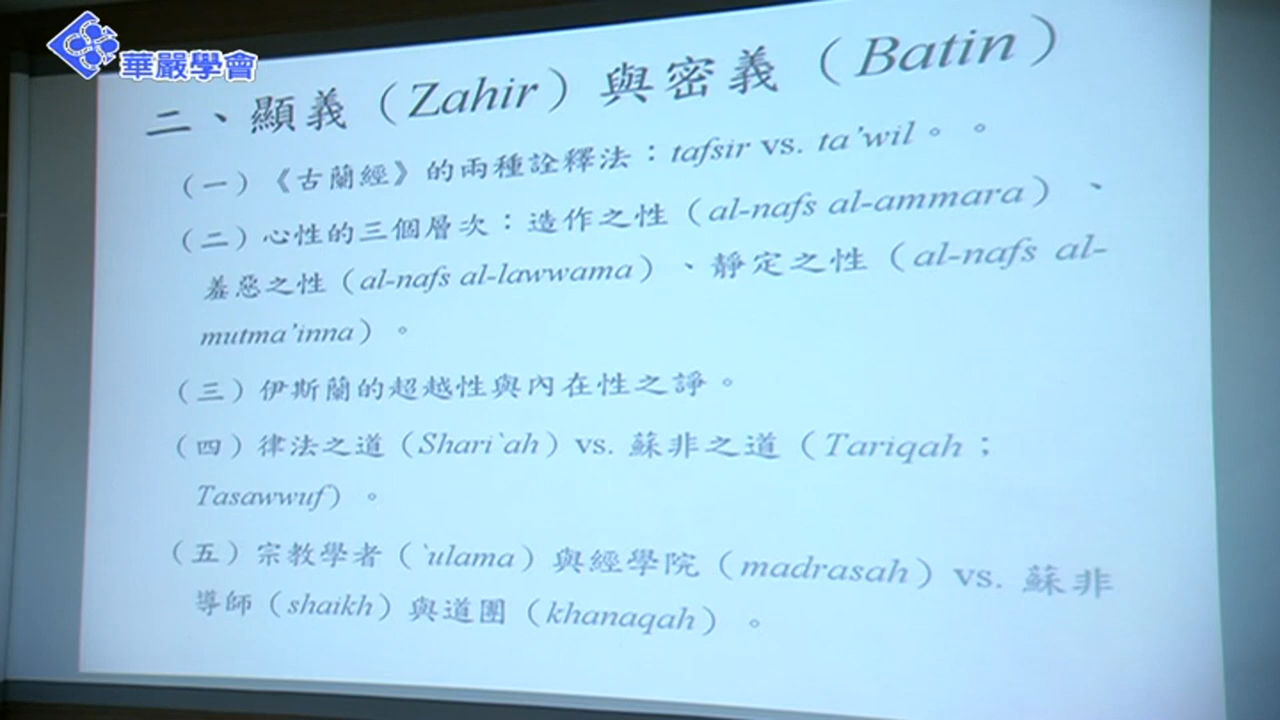 華嚴學會
二、顯義（Zahir）與密義（Batin）
（一）《古蘭經》的兩種詮釋法：tafsir vs. ta’wil。。
（二）心性的三個層次：造作之性（al-nafs al-ammara）、
羞惡之性（al-nafs al-lawwama）、靜定之性（al-nafs al-
mutma’inna）。
（三）伊斯蘭的超越性與內在性之諍。
（四）律法之道（Shari`ah）vs. 蘇非之道（Tariqah；
Tasawwuf）。
（五）宗教學者（`ulama）與經學院（madrasah）vs. 蘇非
導師（shaikh）與道團（khanaqah）。